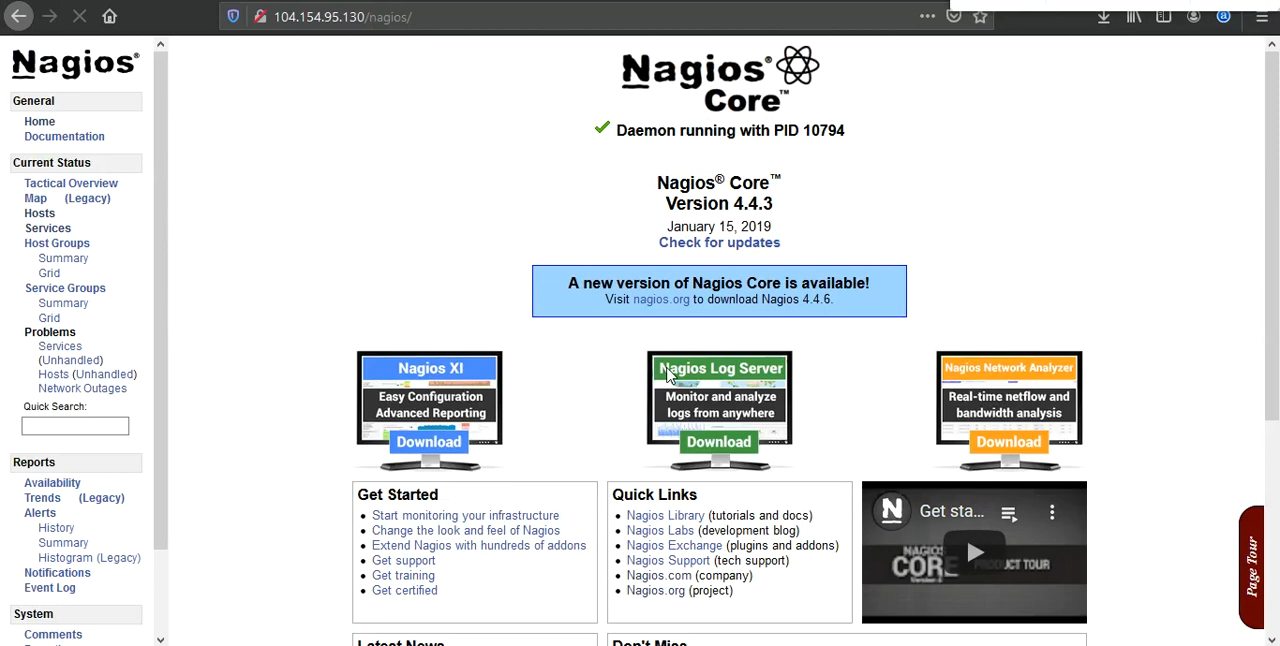 104.154.95.130/nagios/
Nagios®
General
Home
Documentation
Current Status
Tactical Overview
Map (Legacy)
Hosts
Services
Host Groups
Summary
Grid
Service Groups
Summary
Grid
Problems
Services
(Unhandled)
Hosts (Unhandled)
Network Outages
Quick Search:
Reports
Availability
Trends (Legacy)
Alerts
History
Summary
Histogram (Legacy)
Notifications
Event Log
System
Comments
Nagios®
Core™
Daemon running with PID 10794
Nagios® Core™
Version 4.4.3
January 15, 2019
Check for updates
A new version of Nagios Core is available!
Visit nagios.org to download Nagios 4.4.6.
Nagios XI
Easy Configuration
Advanced Reporting
Download
Nagios Log Server
Monitor and analyze
logs from anywhere
Download
Nagios Network Analyzer
Real-time netflow and
bandwidth analysis
Download
Get Started
Start monitoring your infrastructure
Change the look and feel of Nagios
Extend Nagios with hundreds of addons
Get support
Get training
Get certified
Quick Links
Nagios Library (tutorials and docs)
Nagios Labs (development blog)
Nagios Exchange (plugins and addons)
Nagios Support (tech support)
Nagios.com (company)
Nagios.org (project)
N
Get sta...
NAGIOS
CORE
PRODUCT TOUR
Page Tour
Latest News
Don't Miss